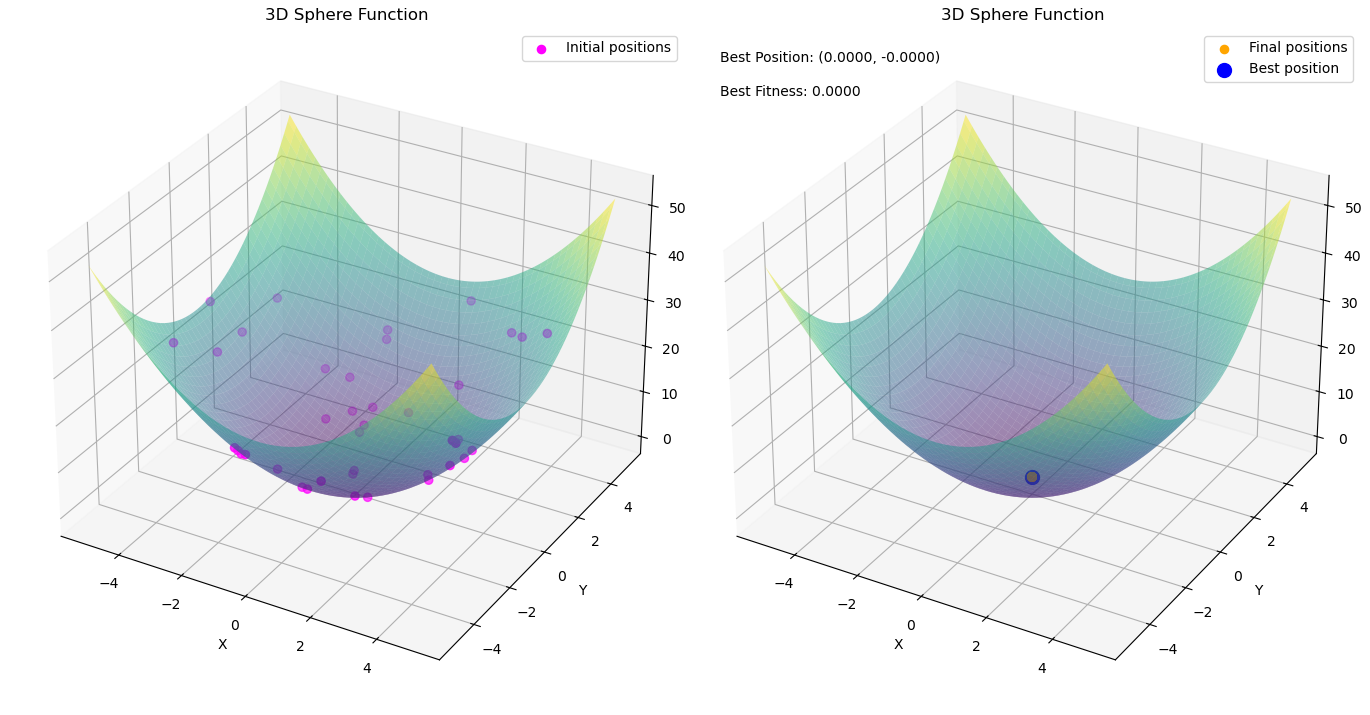 3D Sphere Function
Initial positions
50
40
30
20
10
0
4
2
0
−2
−4
Y
−4
−2
0
2
4
X
3D Sphere Function
Best Position: (0.0000, -0.0000)
Best Fitness: 0.0000
Final positions
Best position
50
40
30
20
10
0
4
2
0
−2
−4
Y
−4
−2
0
2
4
X